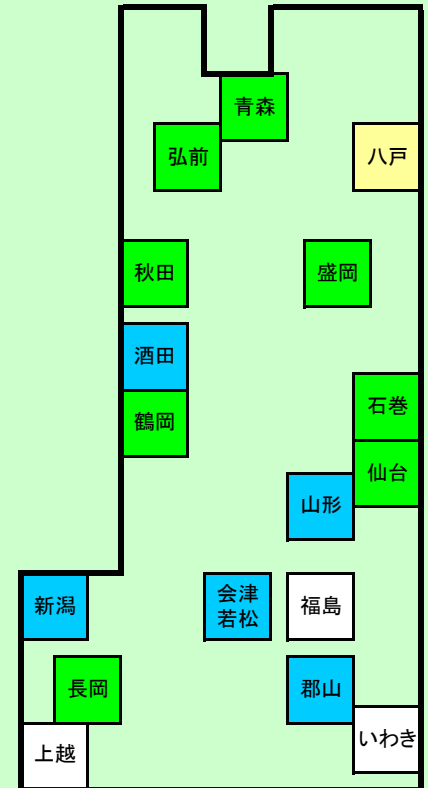 青森
弘前
八戸
秋田
盛岡
酒田
鶴岡
石巻
仙台
山形
新潟
会津
若松
福島
長岡
郡山
上越
いわき